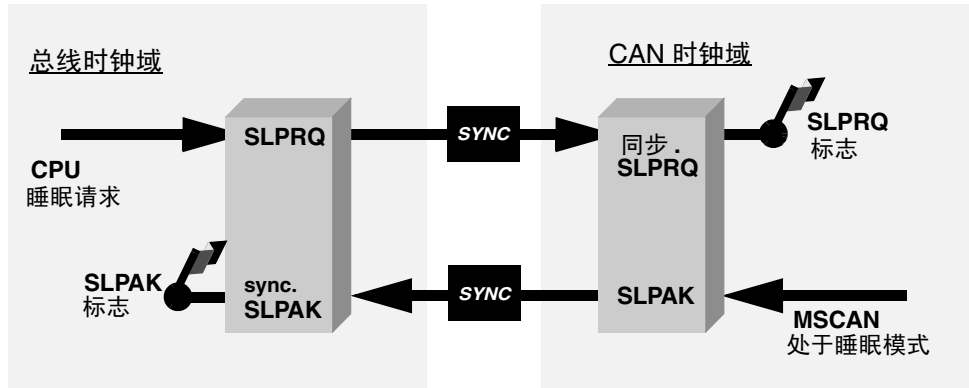 总线时钟域
CAN 时钟域
SLPRQ
SYNC
同步.
SLPRQ
SLPRQ
标志
CPU
睡眠请求
SLPAK
标志
sync.
SLPAK
SYNC
SLPAK
MSCAN
处于睡眠模式